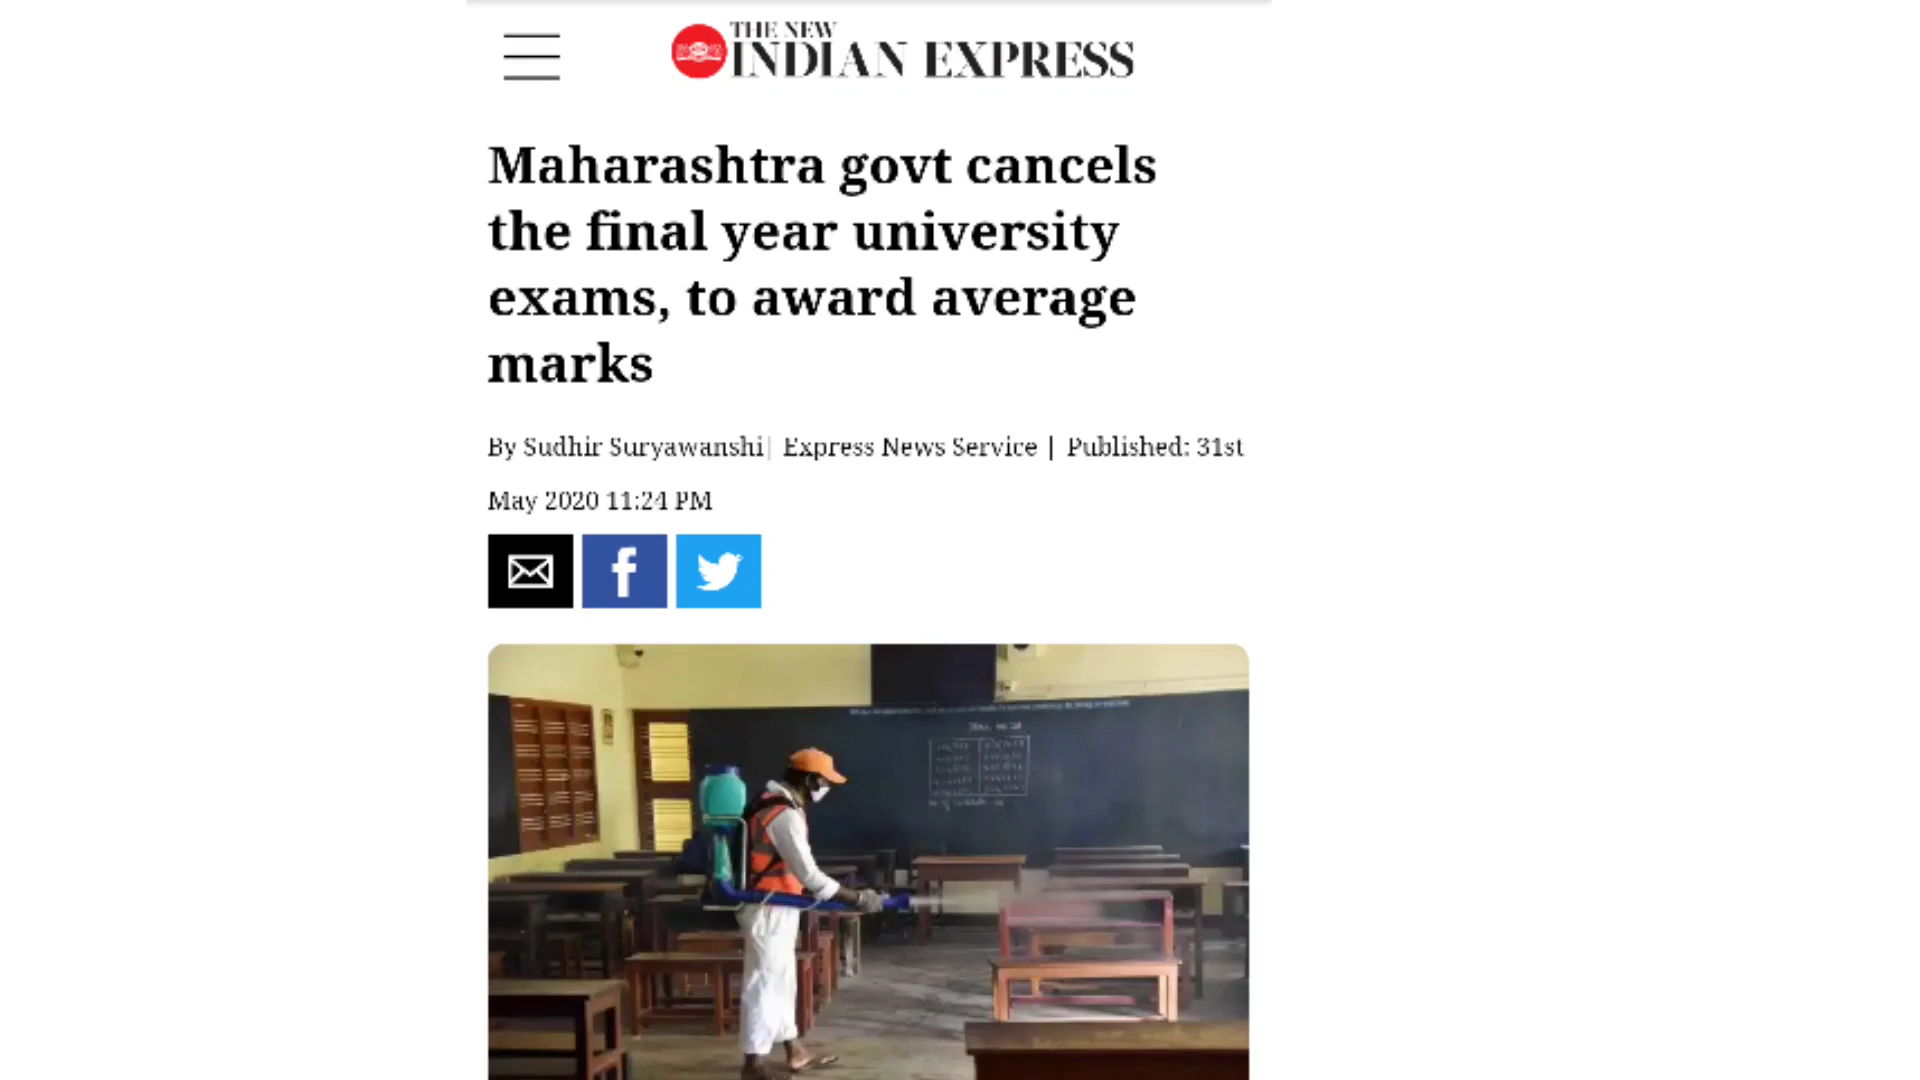 THE NEW
INDIAN EXPRESS
Maharashtra govt cancels
the final year university
exams, to award average
marks
By Sudhir Suryawanshi| Express News Service | Published: 31st
May 2020 11:24 PM